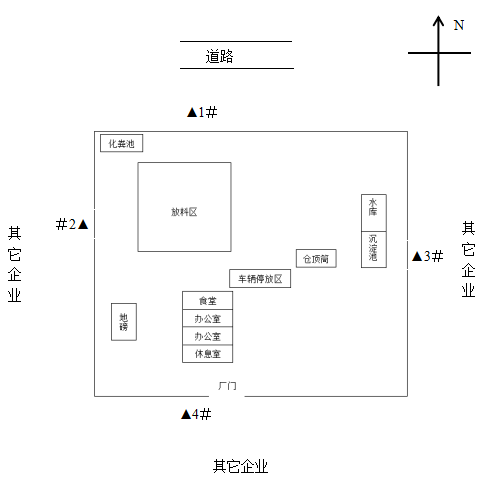 N
道路
▲1#
化粪池
放料区
水库
#2▲
沉淀池
其它企业
其它企业
仓顶筒
▲3#
车辆停放区
食堂
地磅
办公室
办公室
休息室
厂门
▲4#
其它企业